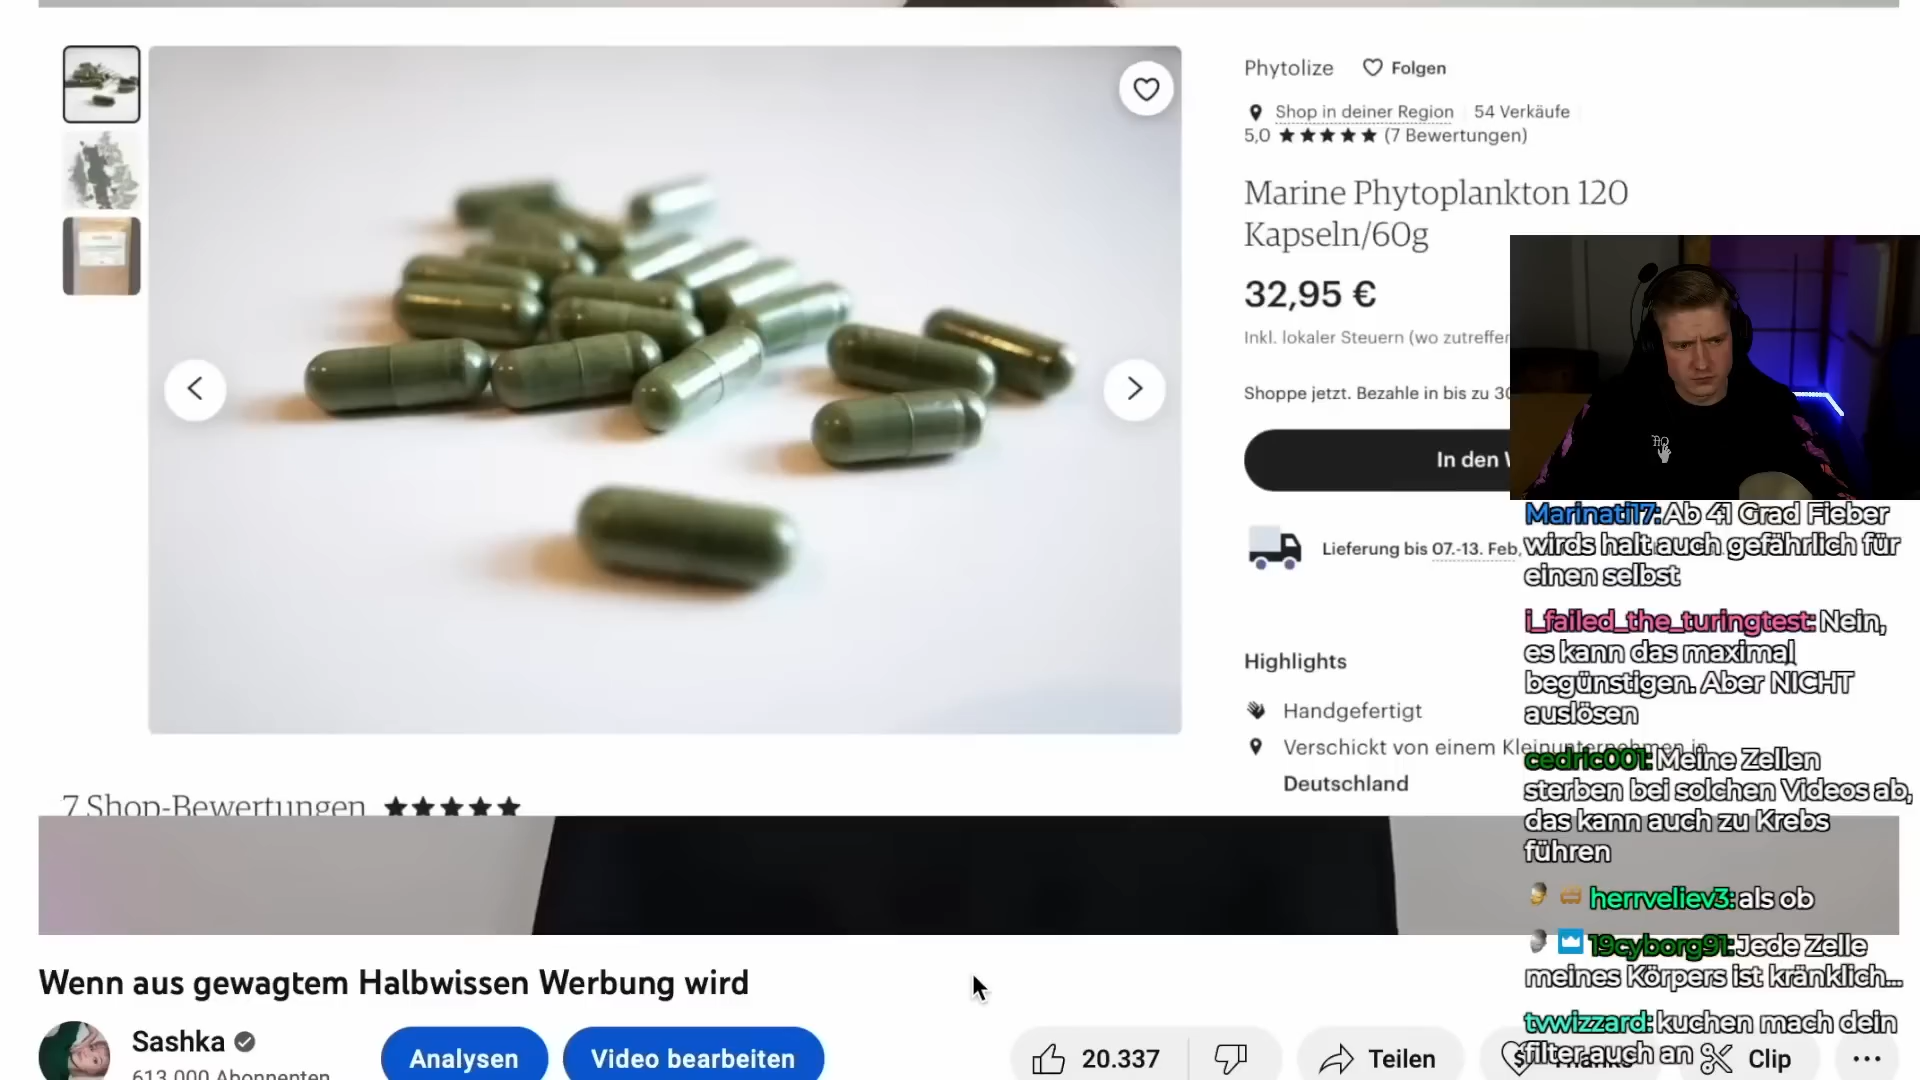 Phytolize
Folgen
Shop in deiner Region
54 Verkäufe
5,0 ★★★★★ (7 Bewertungen)
Marine Phytoplankton 120
Kapseln/60g
32,95 €
Inkl. lokaler Steuern (wo
Shoppe jetzt. Bezahle in bis zu 30
In den
Lieferung bis 07.-13. Feb,
Highlights
Handgefertigt
Verschickt von einem Kleinunternehmen in
Deutschland
7 Shop-Bewertungen ★★★★★
Marinati17: Ab 41 Grad Fieber
wirds halt auch gefährlich für
einen selbst
i_failed_the_turingtest: Nein,
es kann das maximal
begünstigen. Aber NICHT
auslösen
cedric001: Meine Zellen
sterben bei solchen Videos ab,
das kann auch zu Krebs
führen
herrveliev3: als ob
19cyborg91: Jede Zelle
meines Körpers ist kränklich...
tvwizzard: kuchen mach dein
filter auch an
Wenn aus gewagtem Halbwissen Werbung wird
Sashka
613.000 Abonnenten
Analysen
Video bearbeiten
20.337
Teilen
Thanks
Clip